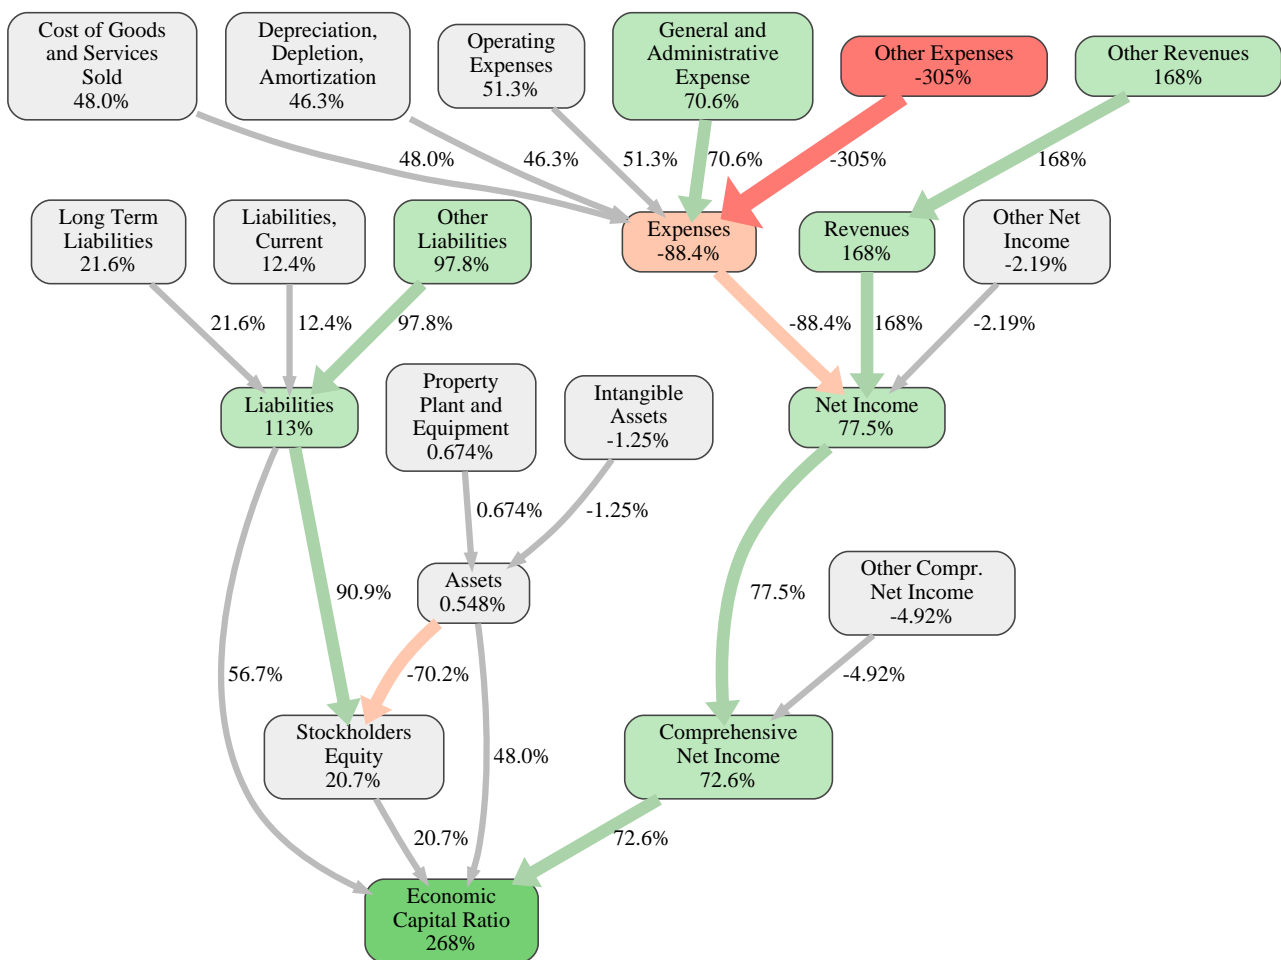 Cost of Goods
and Services
Sold
48.0%
Depreciation,
Depletion,
Amortization
46.3%
Operating
Expenses
51.3%
General and
Administrative
Expense
70.6%
Other Expenses
-305%
Other Revenues
168%
48.0%
46.3%
51.3%
70.6%
-305%
168%
Long Term
Liabilities
21.6%
Liabilities,
Current
12.4%
Other
Liabilities
97.8%
Expenses
-88.4%
Revenues
168%
Other Net
Income
-2.19%
21.6%
12.4%
97.8%
-88.4%
168%
-2.19%
Liabilities
113%
Property
Plant and
Equipment
0.674%
Intangible
Assets
-1.25%
Net Income
77.5%
0.674%
-1.25%
Assets
0.548%
Other Compr.
Net Income
-4.92%
90.9%
77.5%
56.7%
-70.2%
-4.92%
Stockholders
Equity
20.7%
48.0%
Comprehensive
Net Income
72.6%
20.7%
72.6%
Economic
Capital Ratio
268%